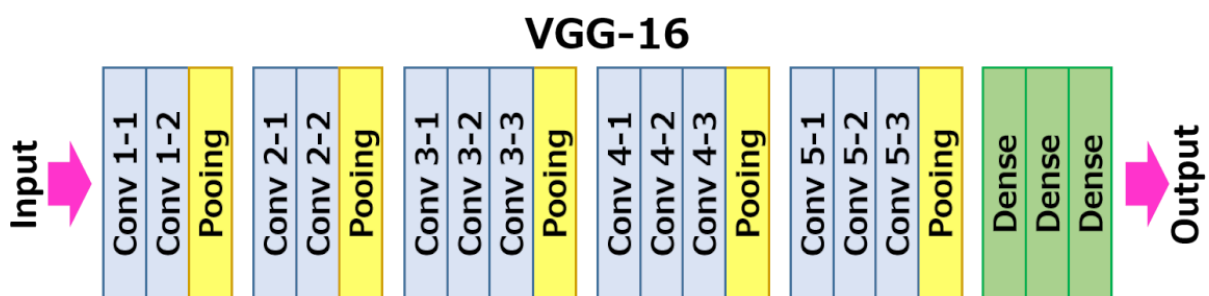 VGG-16
Input
Conv 1-1
Conv 1-2
Pooing
Conv 2-1
Conv 2-2
Pooing
Conv 3-1
Conv 3-2
Conv 3-3
Pooing
Conv 4-1
Conv 4-2
Conv 4-3
Pooing
Conv 5-1
Conv 5-2
Conv 5-3
Pooing
Dense
Dense
Dense
Output